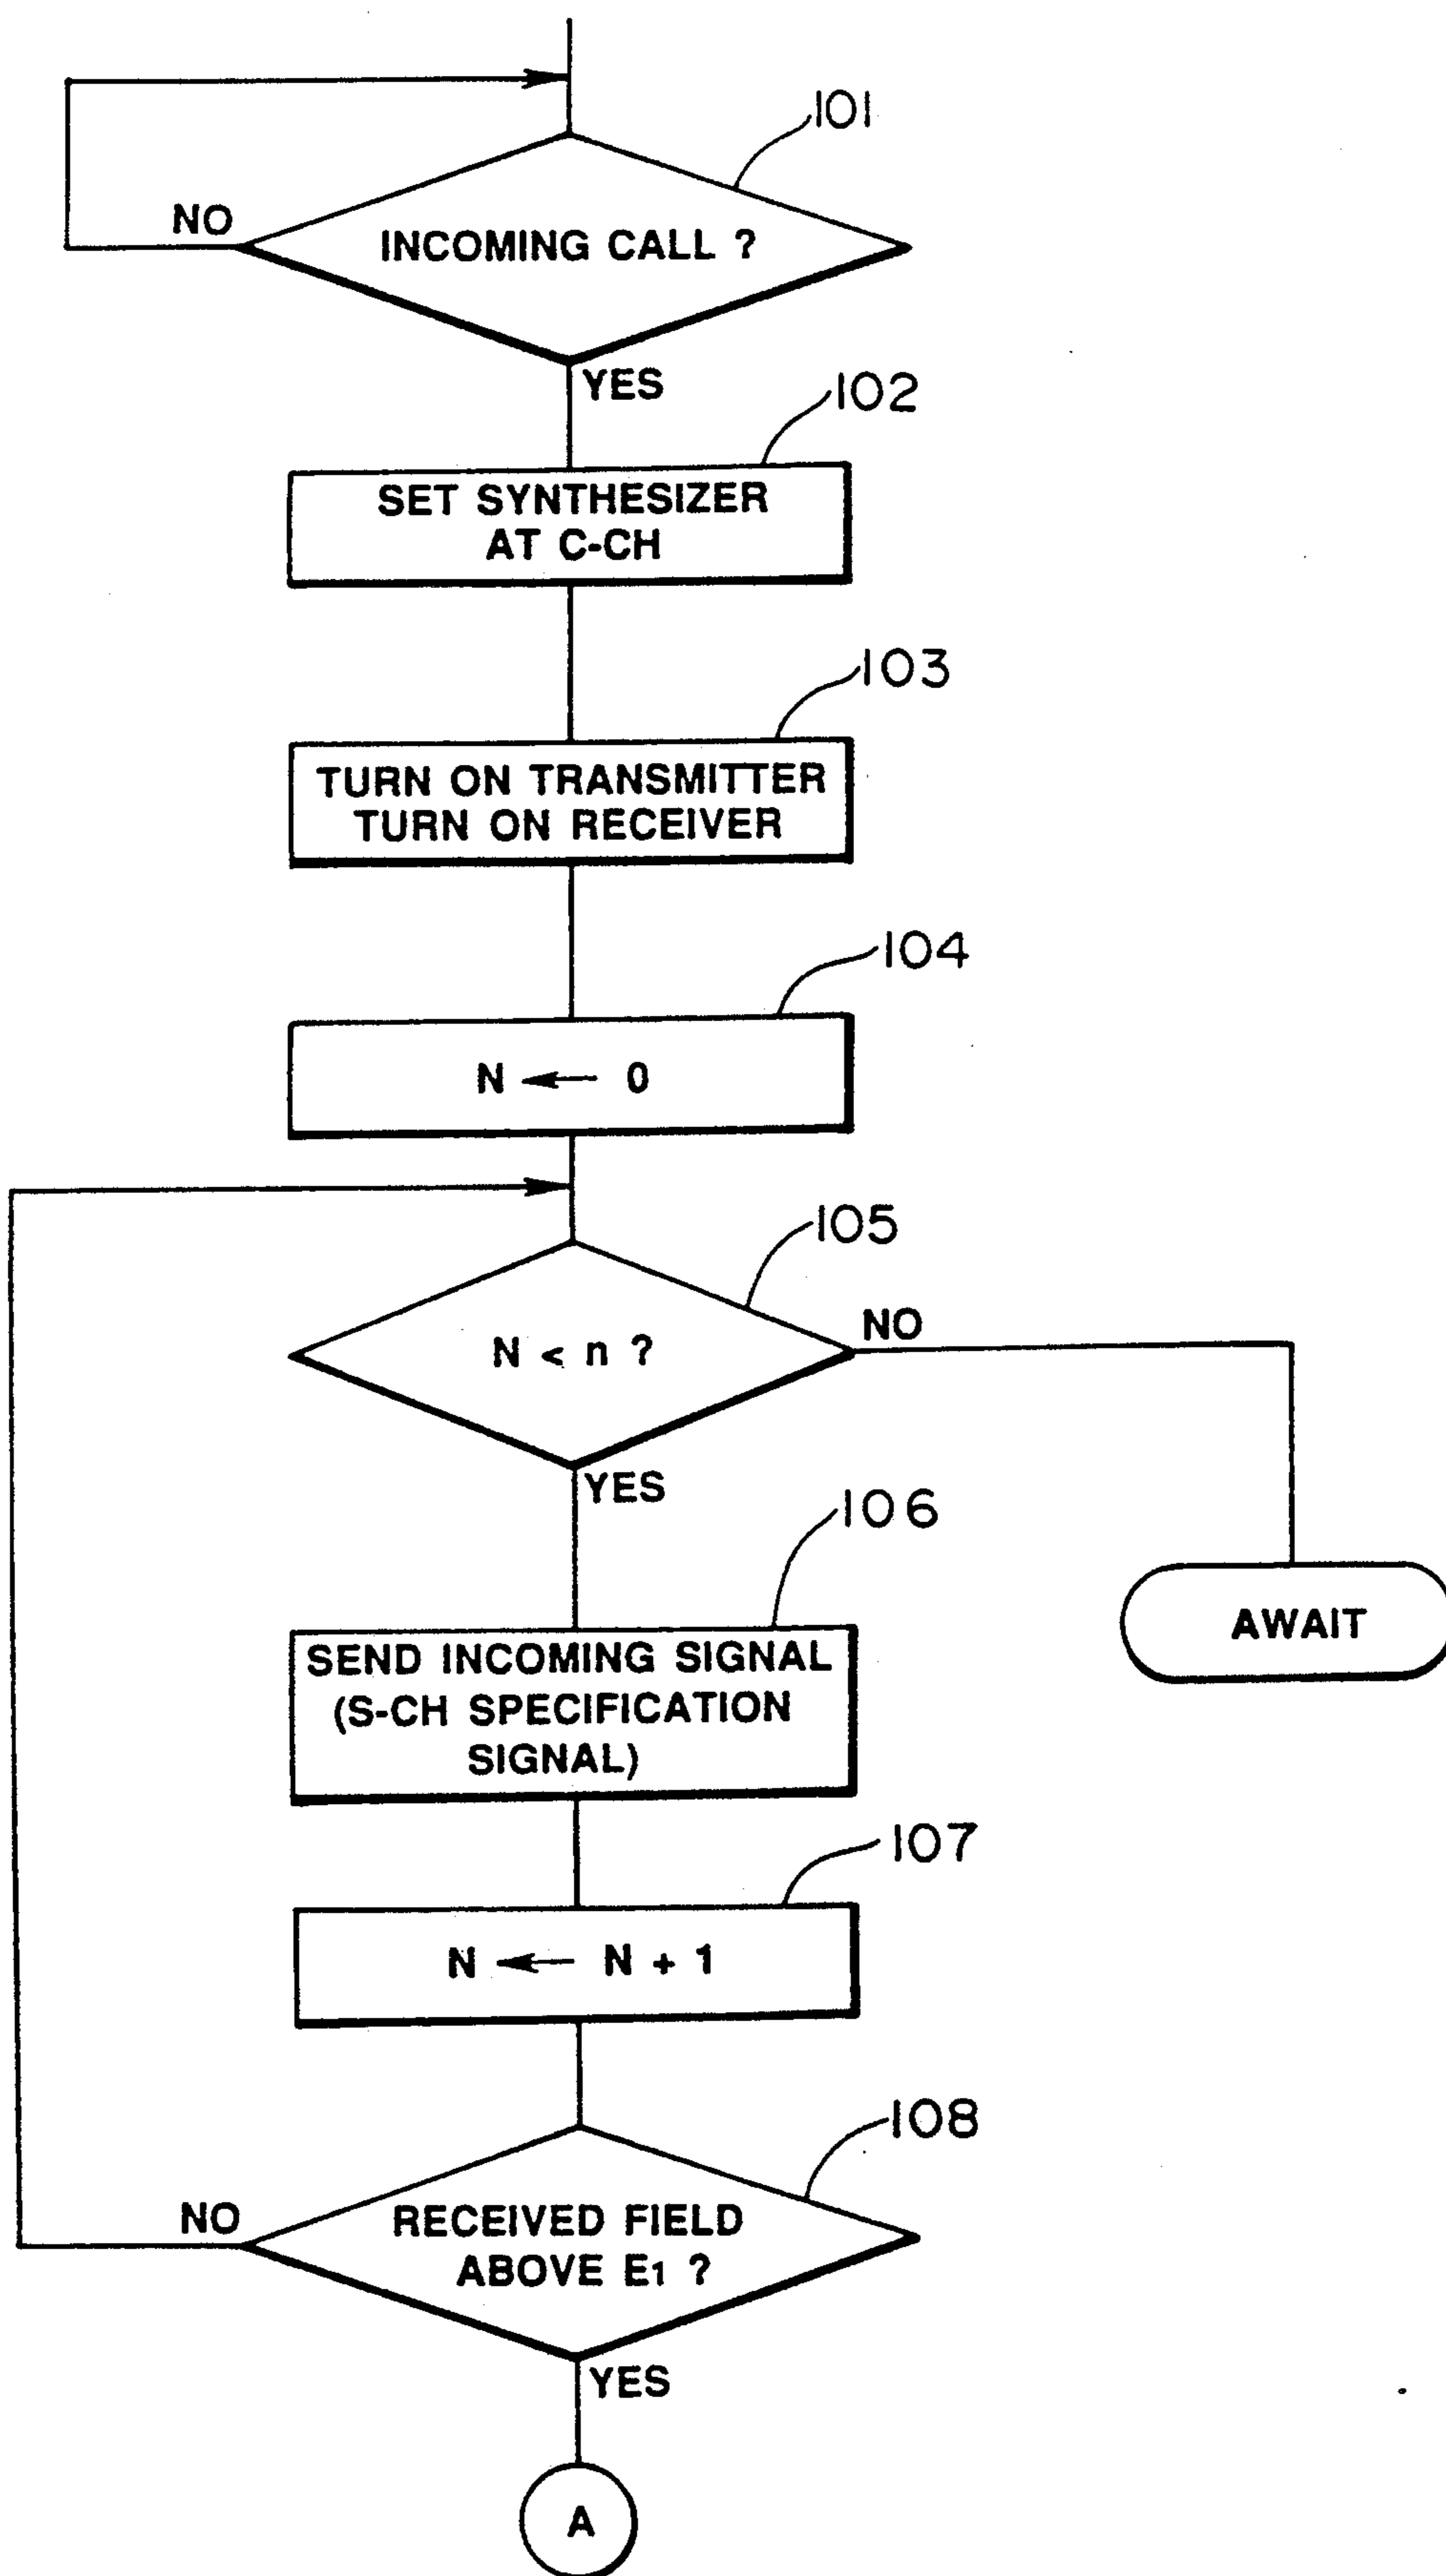 101
NO
INCOMING CALL ?
YES
102
SET SYNTHESIZER
AT C-CH
103
TURN ON TRANSMITTER
TURN ON RECEIVER
104
N ← 0
105
N < n ?
NO
YES
106
SEND INCOMING SIGNAL
(S-CH SPECIFICATION
SIGNAL)
AWAIT
107
N ← N + 1
108
NO
RECEIVED FIELD
ABOVE E1 ?
YES
A